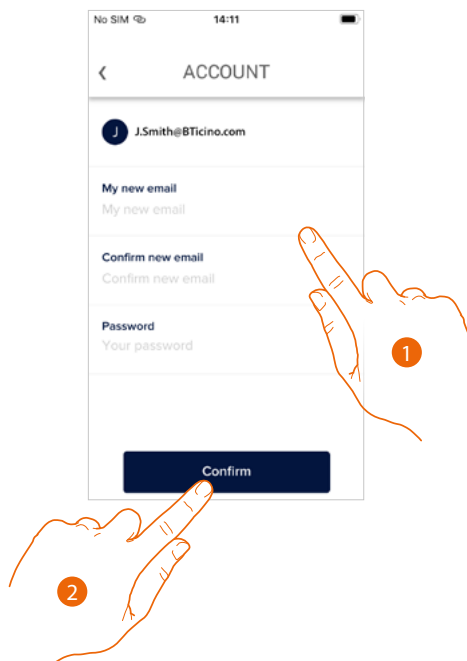 No SIM 14:11
ACCOUNT
J J.Smith@BTicino.com
My new email
My new email
Confirm new email
Confirm new email
Password
Your password
1
Confirm
2